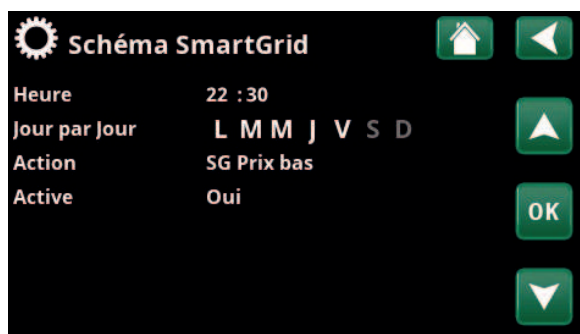 Schéma SmartGrid
Heure 22 :30
Jour par Jour L M M J V S D
Action SG Prix bas
Active Oui
OK